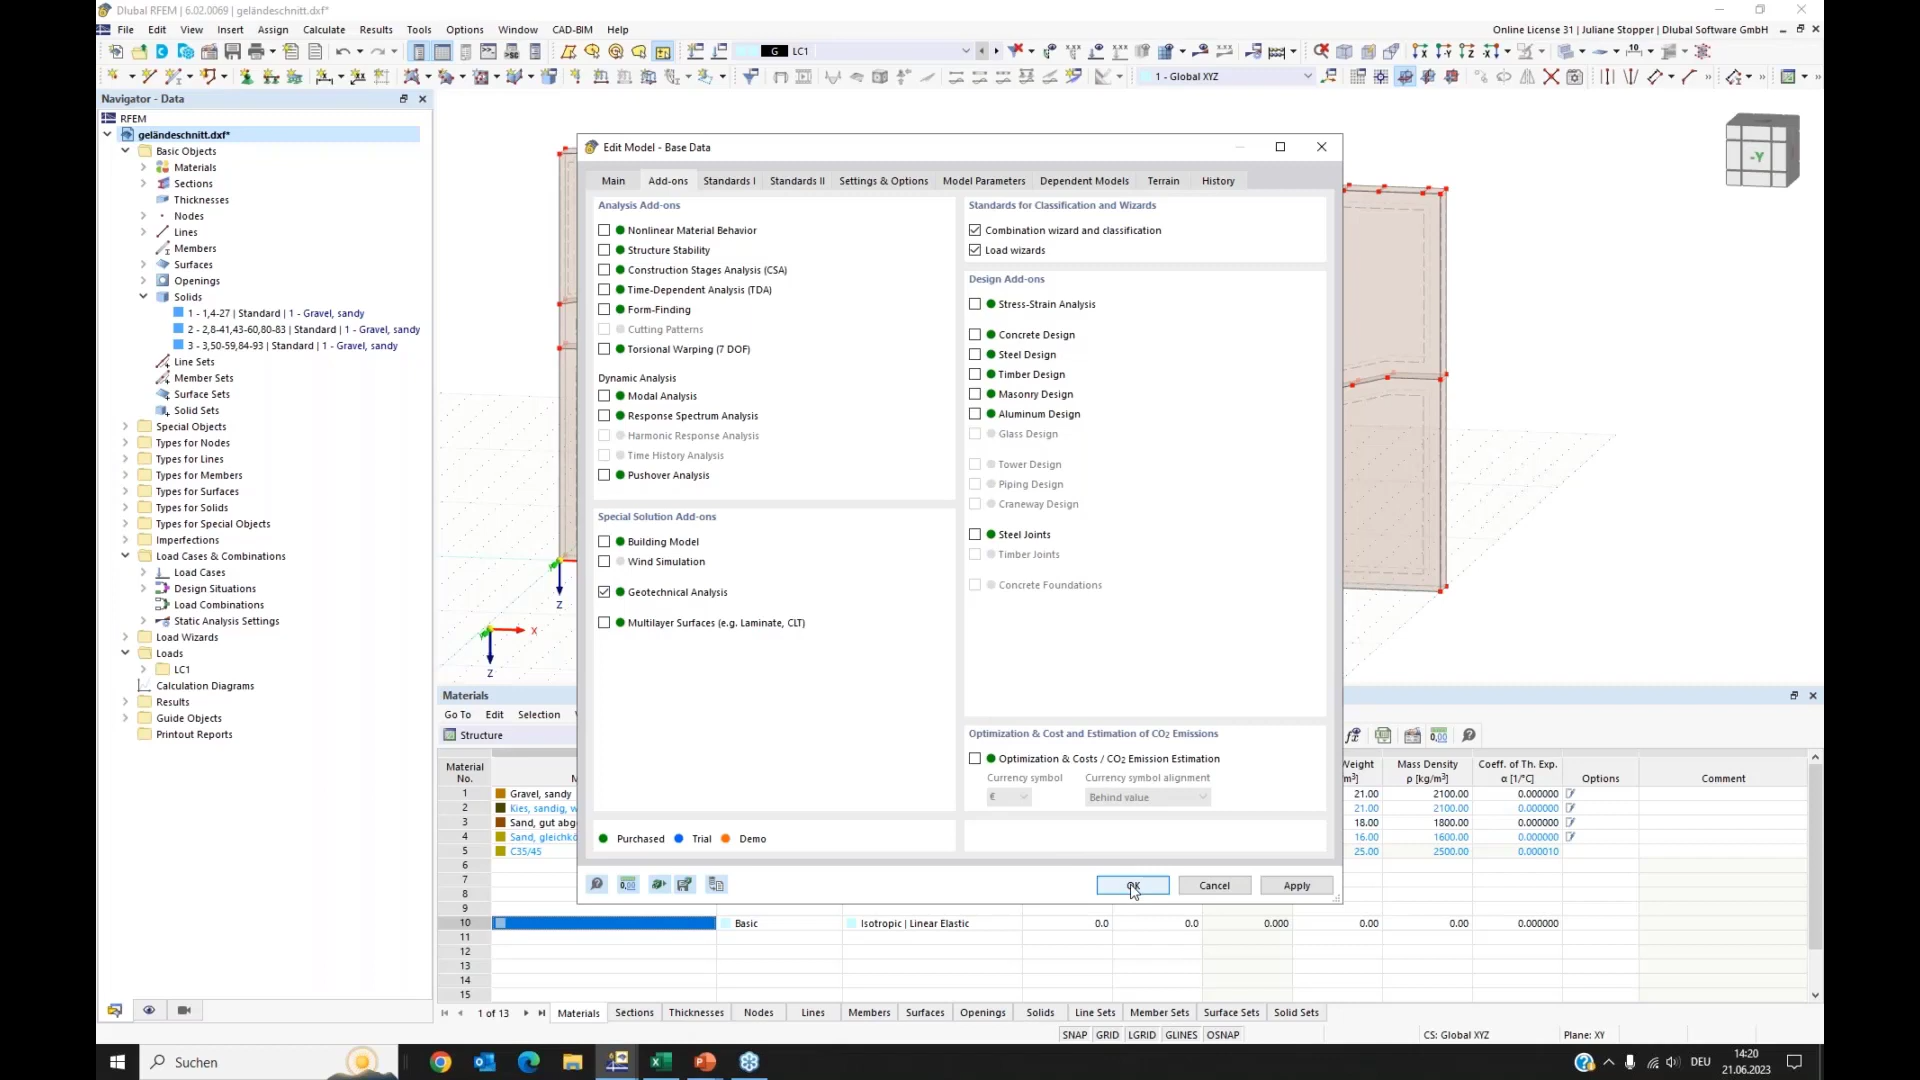 Dlubal RFEM | 6.02.0069 | geländeschnitt.dxf*
File Edit View Insert Assign Calculate Results Tools Options Window CAD-BIM Help
Online License 31 | Juliane Stopper | Dlubal Software GmbH
G LC1
1 - Global XYZ
Navigator - Data
RFEM
geländeschnitt.dxf*
Basic Objects
Materials
Sections
Thicknesses
Nodes
Lines
Members
Surfaces
Openings
Solids
1 - 1,4-27 | Standard | 1 - Gravel, sandy
2 - 2,8-41,43-60,80-83 | Standard | 1 - Gravel, sandy
3 - 3,50-59,84-93 | Standard | 1 - Gravel, sandy
Line Sets
Member Sets
Surface Sets
Solid Sets
Special Objects
Types for Nodes
Types for Lines
Types for Members
Types for Surfaces
Types for Solids
Types for Special Objects
Imperfections
Load Cases & Combinations
Load Cases
Design Situations
Load Combinations
Static Analysis Settings
Load Wizards
Loads
LC1
Calculation Diagrams
Results
Guide Objects
Printout Reports
-Y
Z
X
Z
Edit Model - Base Data
Main Add-ons Standards I Standards II Settings & Options Model Parameters Dependent Models Terrain History
Analysis Add-ons
Nonlinear Material Behavior
Structure Stability
Construction Stages Analysis (CSA)
Time-Dependent Analysis (TDA)
Form-Finding
Cutting Patterns
Torsional Warping (7 DOF)
Dynamic Analysis
Modal Analysis
Response Spectrum Analysis
Harmonic Response Analysis
Time History Analysis
Pushover Analysis
Special Solution Add-ons
Building Model
Wind Simulation
Geotechnical Analysis
Multilayer Surfaces (e.g. Laminate, CLT)
Purchased Trial Demo
Standards for Classification and Wizards
Combination wizard and classification
Load wizards
Design Add-ons
Stress-Strain Analysis
Concrete Design
Steel Design
Timber Design
Masonry Design
Aluminum Design
Glass Design
Tower Design
Piping Design
Craneway Design
Steel Joints
Timber Joints
Concrete Foundations
Optimization & Cost and Estimation of CO2 Emissions
Optimization & Costs / CO2 Emission Estimation
Currency symbol Currency symbol alignment
€ Behind value
OK Cancel Apply
Materials
Go To Edit Selection
Structure
Material
No.
Weight Mass Density Coeff. of Th. Exp.
m³] ρ [kg/m³] α [1/°C] Options Comment
1 Gravel, sandy 21.00 2100.00 0.000000
2 Kies, sandig, w 21.00 2100.00 0.000000
3 Sand, gut abg 18.00 1800.00 0.000000
4 Sand, gleichkö 16.00 1600.00 0.000000
5 C35/45 25.00 2500.00 0.000010
6
7
8
9
10 Basic Isotropic | Linear Elastic 0.0 0.0 0.000 0.00 0.00 0.000000
11
12
13
14
15
1 of 13 Materials Sections Thicknesses Nodes Lines Members Surfaces Openings Solids Line Sets Member Sets Surface Sets Solid Sets
SNAP GRID LGRID GLINES OSNAP CS: Global XYZ Plane: XY
Suchen
DEU
14:20
21.06.2023